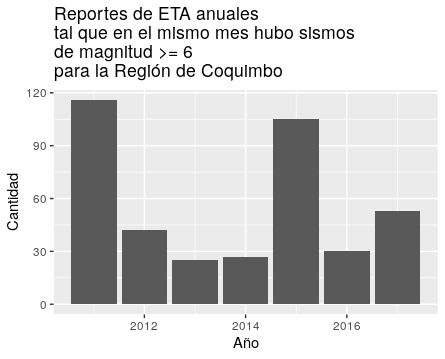 Reportes de ETA anuales
tal que en el mismo mes hubo sismos
de magnitud >= 6
para la Región de Coquimbo
120
90
60
30
0
Cantidad
2012
2014
2016
Año